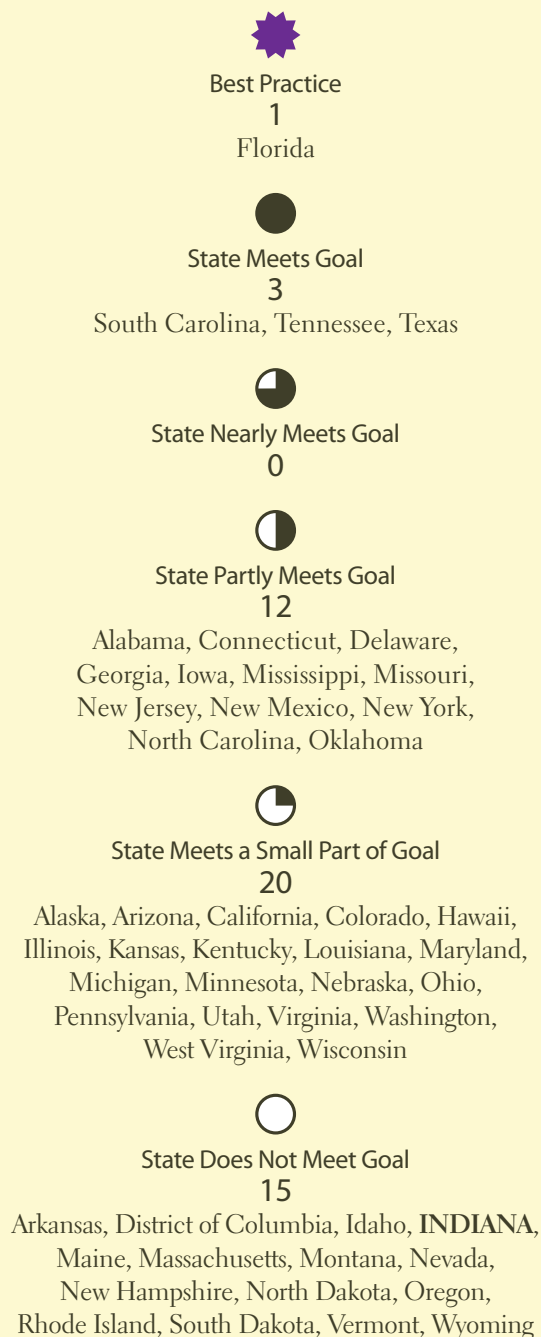 Best Practice
1
Florida
State Meets Goal
3
South Carolina, Tennessee, Texas
State Nearly Meets Goal
0
State Partly Meets Goal
12
Alabama, Connecticut, Delaware,
Georgia, Iowa, Mississippi, Missouri,
New Jersey, New Mexico, New York,
North Carolina, Oklahoma
State Meets a Small Part of Goal
20
Alaska, Arizona, California, Colorado, Hawaii,
Illinois, Kansas, Kentucky, Louisiana, Maryland,
Michigan, Minnesota, Nebraska, Ohio,
Pennsylvania, Utah, Virginia, Washington,
West Virginia, Wisconsin
State Does Not Meet Goal
15
Arkansas, District of Columbia, Idaho, INDIANA,
Maine, Massachusetts, Montana, Nevada,
New Hampshire, North Dakota, Oregon,
Rhode Island, South Dakota, Vermont, Wyoming